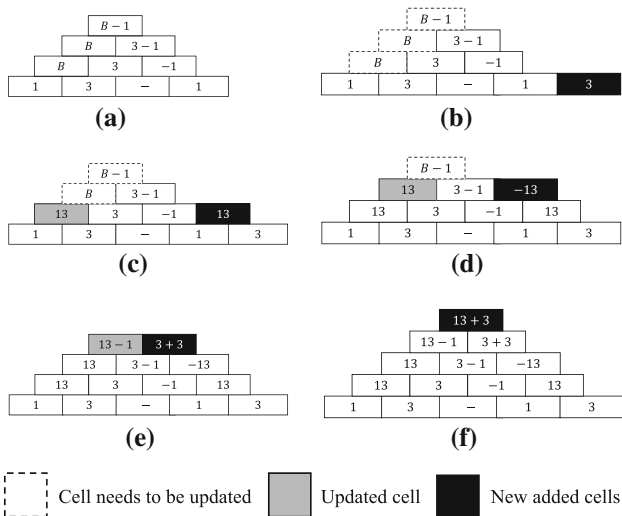 B − 1
B 3 − 1
B 3 −1
1 3 − 1
(a)
B − 1
B 3 − 1
B 3 −1
1 3 − 1 3
(b)
B − 1
B 3 − 1
13 3 −1 13
1 3 − 1 3
(c)
B − 1
13 3 − 1 −13
13 3 −1 13
1 3 − 1 3
(d)
13 − 1 3 + 3
13 3 − 1 −13
13 3 −1 13
1 3 − 1 3
(e)
13 + 3
13 − 1 3 + 3
13 3 − 1 −13
13 3 −1 13
1 3 − 1 3
(f)
Cell needs to be updated Updated cell New added cells